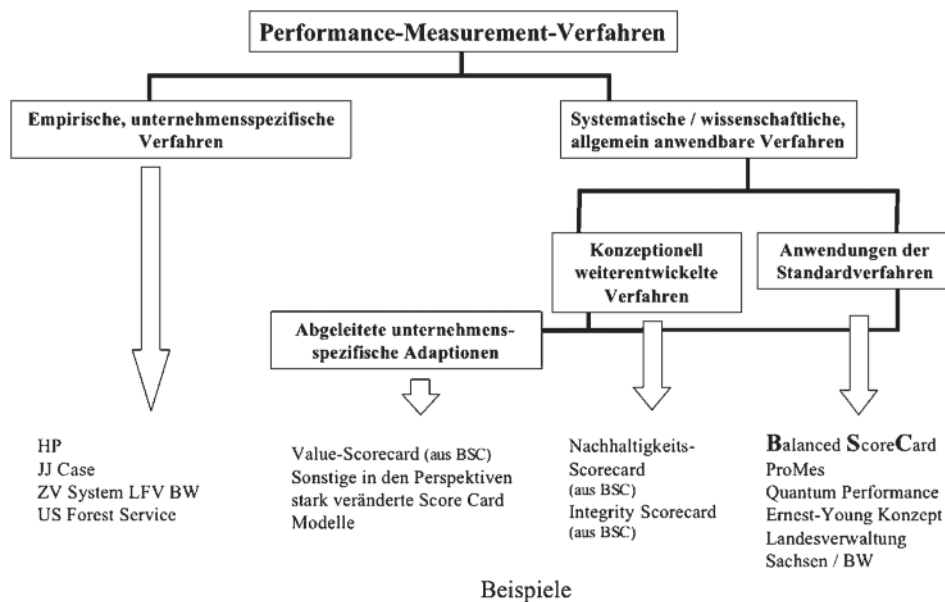 Performance-Measurement-Verfahren
Empirische, unternehmensspezifische
Verfahren
Systematische / wissenschaftliche,
allgemein anwendbare Verfahren
Konzeptionell
weiterentwickelte
Verfahren
Anwendungen der
Standardverfahren
Abgeleitete unternehmens-
spezifische Adaptionen
HP
JJ Case
ZV System LFV BW
US Forest Service
Value-Scorecard (aus BSC)
Sonstige in den Perspektiven
stark veränderte Score Card
Modelle
Nachhaltigkeits-
Scorecard
(aus BSC)
Integrity Scorecard
(aus BSC)
Balanced ScoreCard
ProMes
Quantum Performance
Ernest-Young Konzept
Landesverwaltung
Sachsen / BW
Beispiele